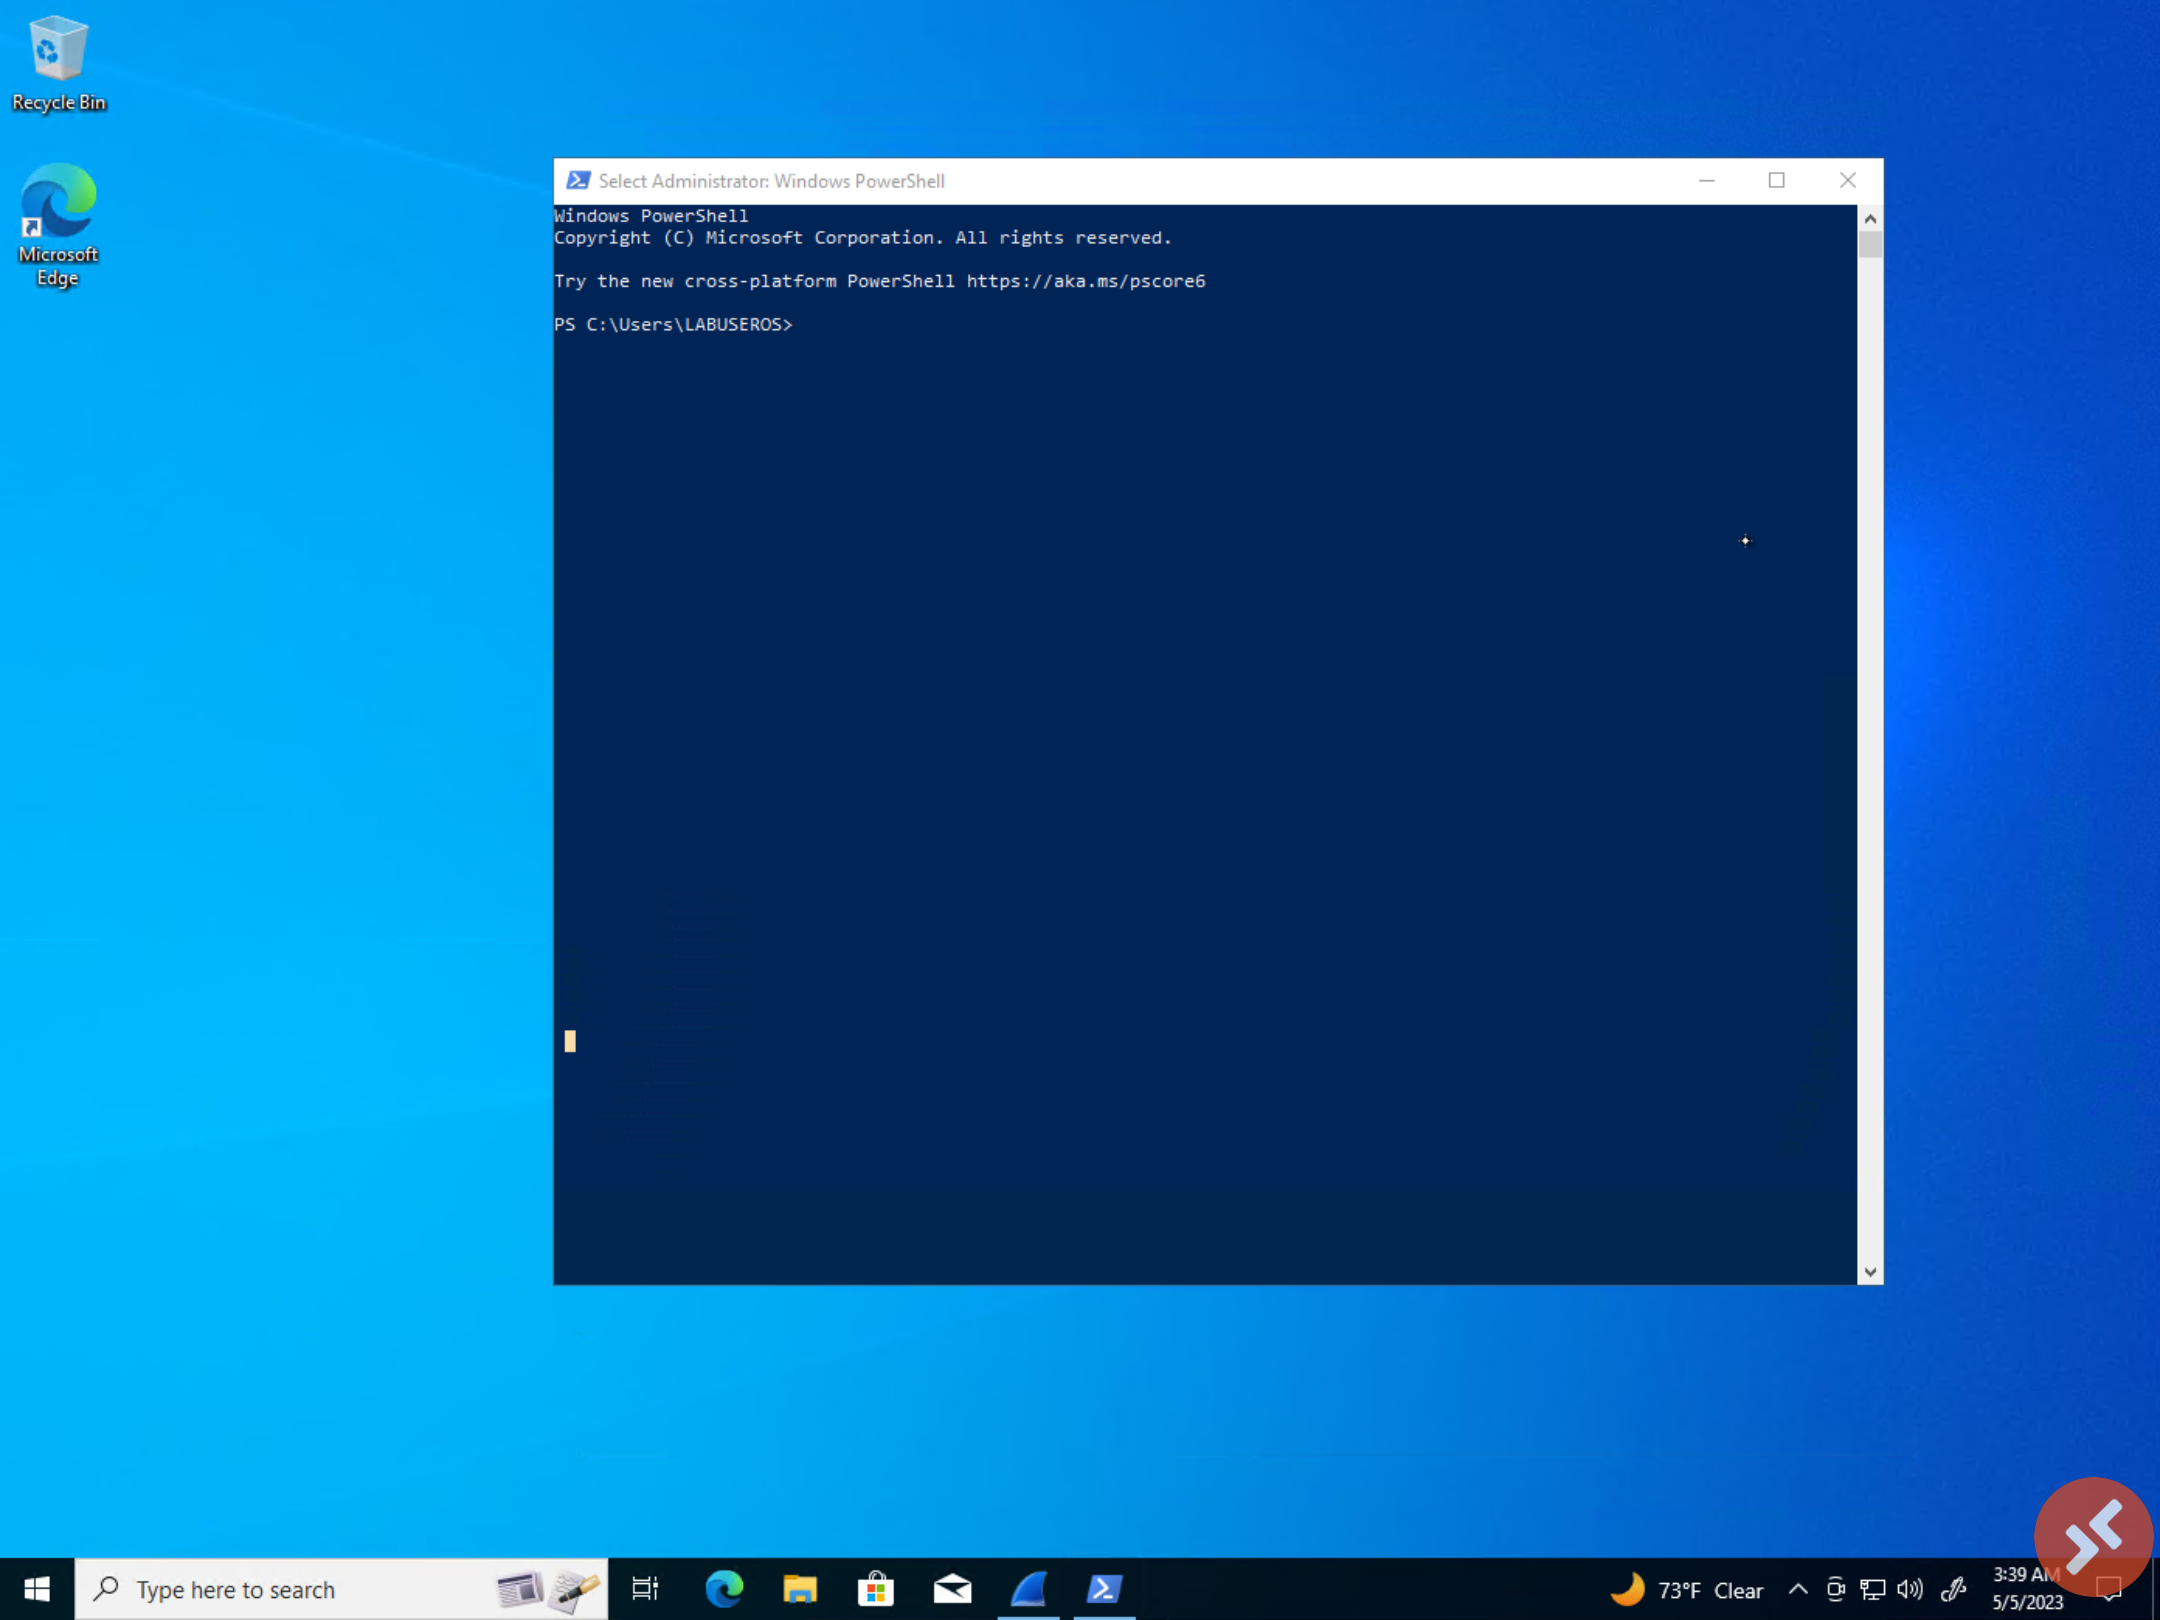 Recycle Bin
Microsoft
Edge
Select Administrator: Windows PowerShell
Windows PowerShell
Copyright (C) Microsoft Corporation. All rights reserved.
Try the new cross-platform PowerShell https://aka.ms/pscore6
PS C:\Users\LABUSEROS>
Type here to search
73°F Clear
3:39 AM
5/5/2023